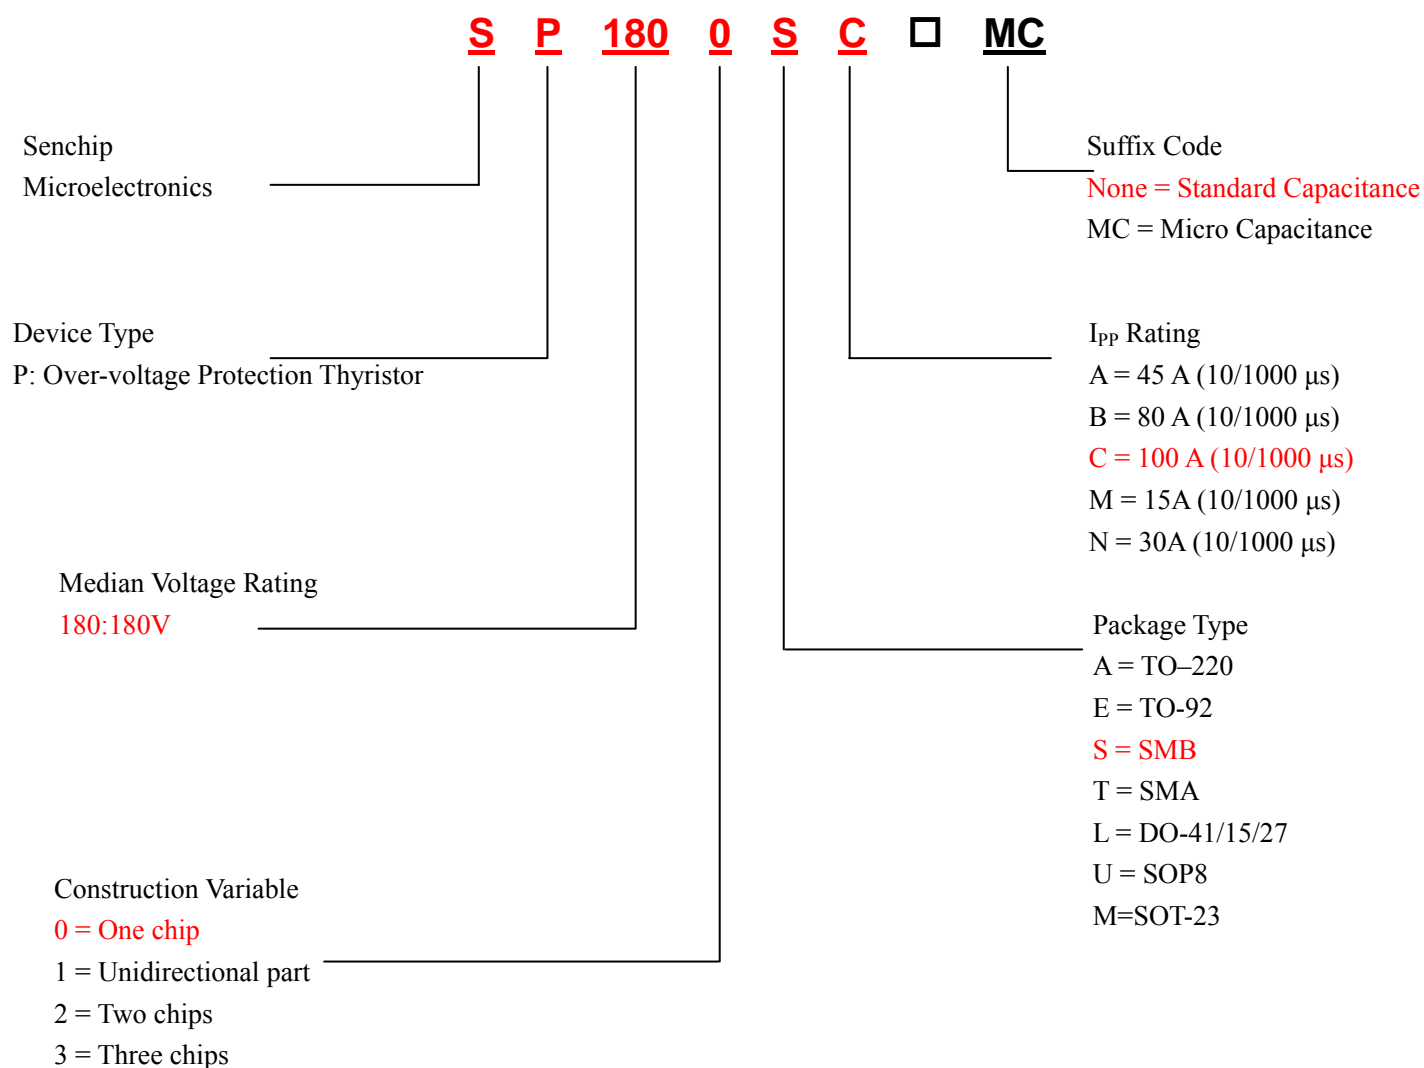 S P 180 0 S C □ MC
Senchip
Microelectronics
Suffix Code
None = Standard Capacitance
MC = Micro Capacitance
Device Type
P: Over-voltage Protection Thyristor
IPP Rating
A = 45 A (10/1000 μs)
B = 80 A (10/1000 μs)
C = 100 A (10/1000 μs)
M = 15A (10/1000 μs)
N = 30A (10/1000 μs)
Median Voltage Rating
180:180V
Package Type
A = TO–220
E = TO-92
S = SMB
T = SMA
L = DO-41/15/27
U = SOP8
M=SOT-23
Construction Variable
0 = One chip
1 = Unidirectional part
2 = Two chips
3 = Three chips